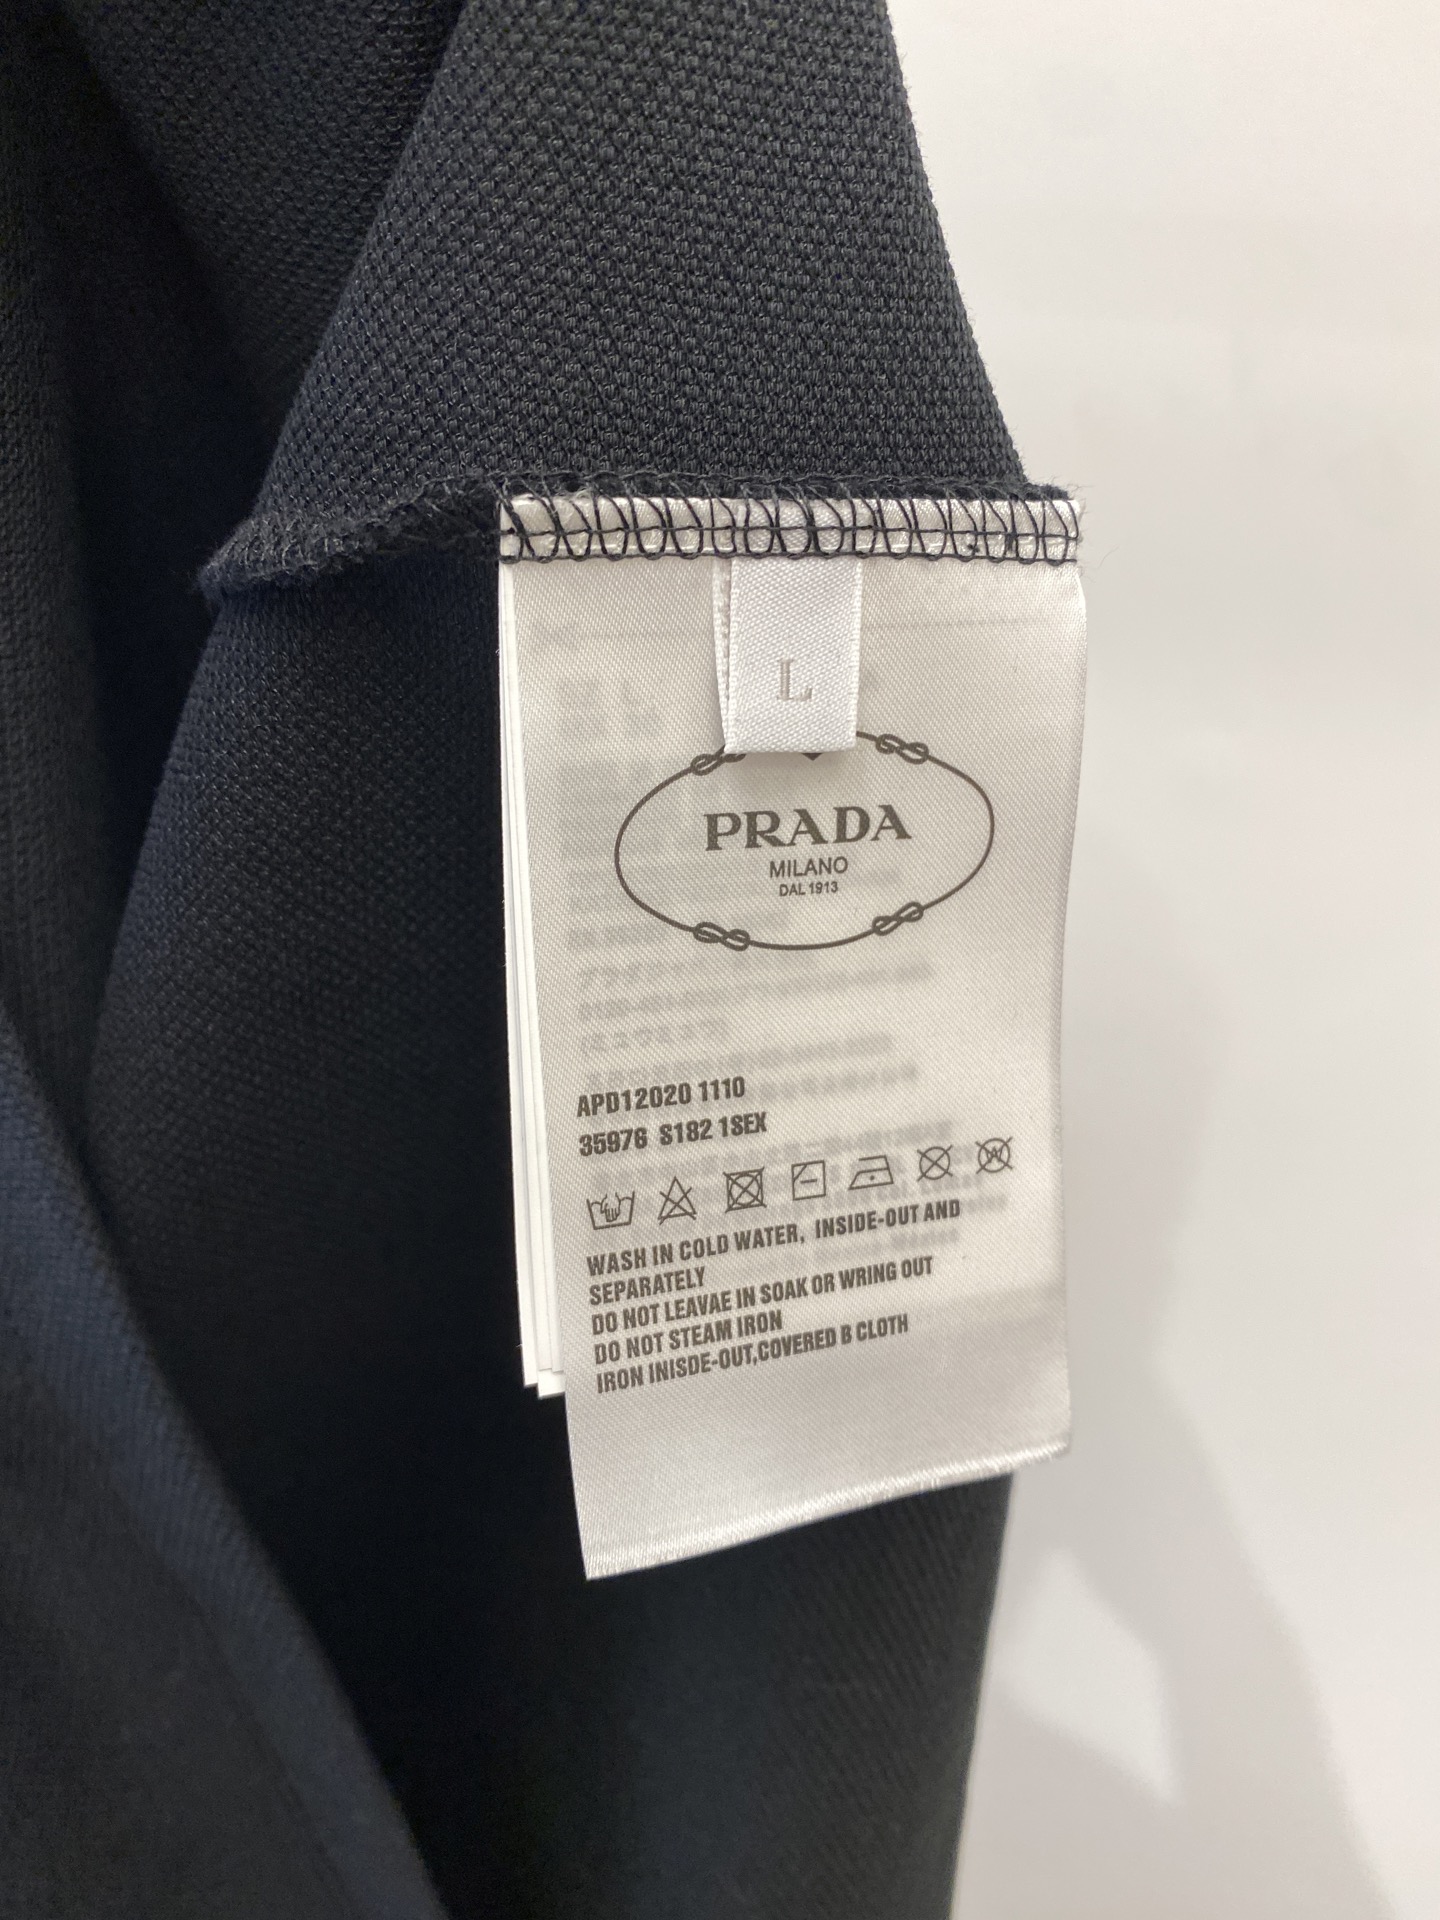 L
PRADA
MILANO
DAL 1913
APD12020 1110
35976 S182 1SEX
W
WASH IN COLD WATER, INSIDE-OUT AND
SEPARATELY
DO NOT LEAVAE IN SOAK OR WRING OUT
DO NOT STEAM IRON
IRON INISDE-OUT,COVERED B CLOTH